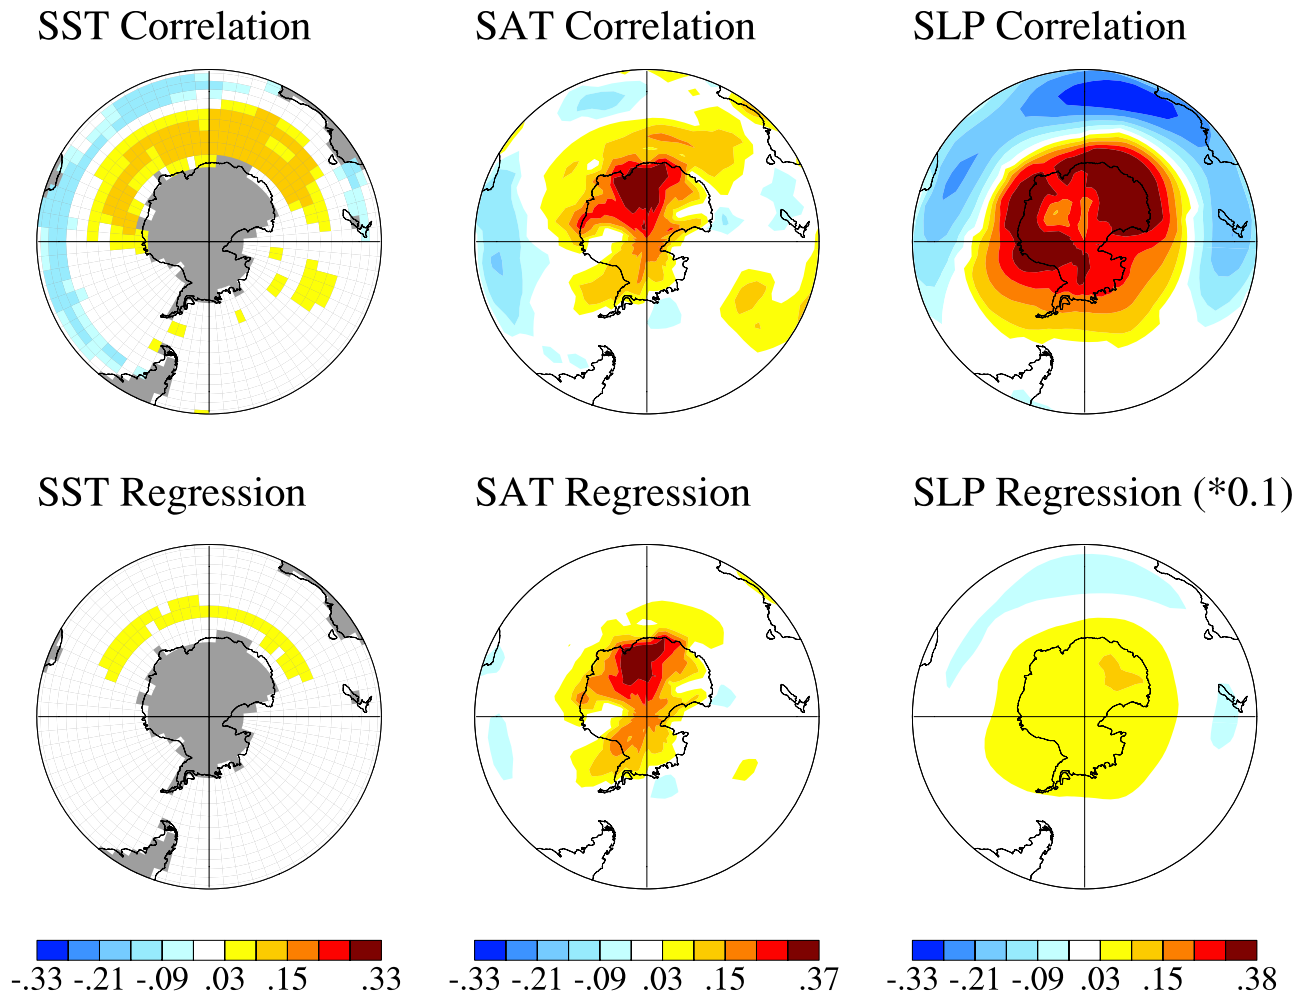 SST Correlation
SAT Correlation
SLP Correlation
SST Regression
SAT Regression
SLP Regression (*0.1)
-.33 -.21 -.09 .03 .15 .33
-.33 -.21 -.09 .03 .15 .37
-.33 -.21 -.09 .03 .15 .38